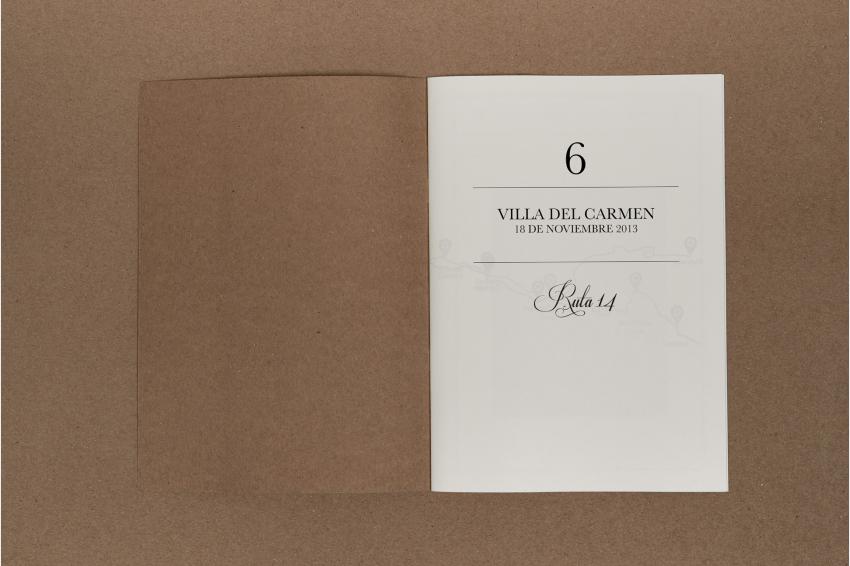 6
VILLA DEL CARMEN
18 DE NOVIEMBRE 2013
Ruta 14